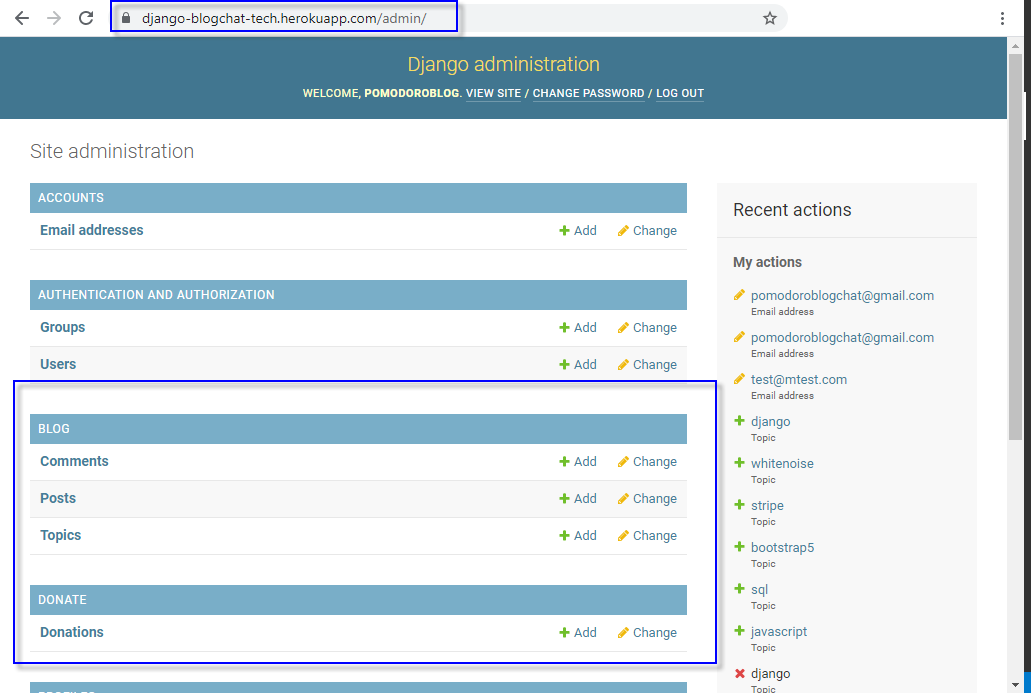 django-blogchat-tech.herokuapp.com/admin/
Django administration
WELCOME, POMODOROBLOG. VIEW SITE / CHANGE PASSWORD / LOG OUT
Site administration
ACCOUNTS
Email addresses Add Change
AUTHENTICATION AND AUTHORIZATION
Groups Add Change
Users Add Change
BLOG
Comments Add Change
Posts Add Change
Topics Add Change
DONATE
Donations Add Change
Recent actions
My actions
pomodoroblogchat@gmail.com
Email address
pomodoroblogchat@gmail.com
Email address
test@mtest.com
Email address
django
Topic
whitenoise
Topic
stripe
Topic
bootstrap5
Topic
sql
Topic
javascript
Topic
django
Topic